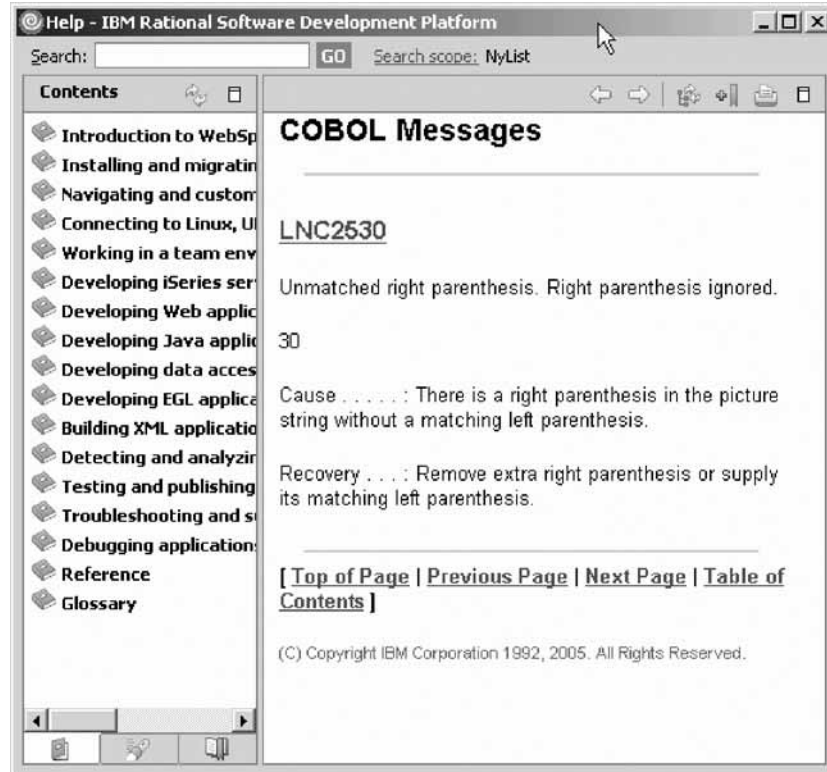 Help - IBM Rational Software Development Platform
Search:
GO
Search scope: NyList
Contents
Introduction to WebSp
Installing and migratin
Navigating and custom
Connecting to Linux, UI
Working in a team env
Developing iSeries ser
Developing Web applic
Developing Java applic
Developing data acces
Developing EGL applica
Building XML applicatio
Detecting and analyzin
Testing and publishing
Troubleshooting and su
Debugging applications
Reference
Glossary
COBOL Messages
LNC2530
Unmatched right parenthesis. Right parenthesis ignored.
30
Cause . . . . . : There is a right parenthesis in the picture
string without a matching left parenthesis.
Recovery . . . : Remove extra right parenthesis or supply
its matching left parenthesis.
[ Top of Page | Previous Page | Next Page | Table of
Contents ]
(C) Copyright IBM Corporation 1992, 2005. All Rights Reserved.